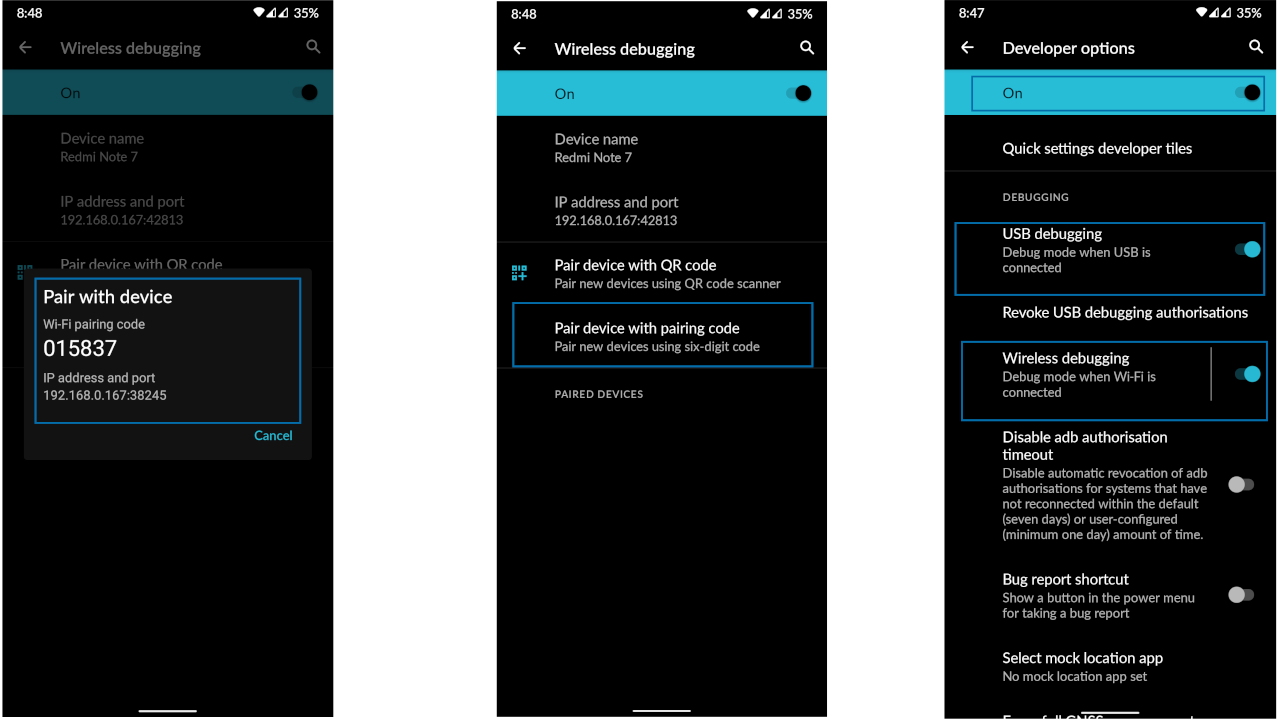 8:48
35%
Wireless debugging
On
Device name
Redmi Note 7
IP address and port
192.168.0.167:42813
Pair device with QR code
Pair with device
Wi-Fi pairing code
015837
IP address and port
192.168.0.167:38245
Cancel
8:48
35%
Wireless debugging
On
Device name
Redmi Note 7
IP address and port
192.168.0.167:42813
Pair device with QR code
Pair new devices using QR code scanner
Pair device with pairing code
Pair new devices using six-digit code
PAIRED DEVICES
8:47
35%
Developer options
On
Quick settings developer tiles
DEBUGGING
USB debugging
Debug mode when USB is
connected
Revoke USB debugging authorisations
Wireless debugging
Debug mode when Wi-Fi is
connected
Disable adb authorisation
timeout
Disable automatic revocation of adb
authorisations for systems that have
not reconnected within the default
(seven days) or user-configured
(minimum one day) amount of time.
Bug report shortcut
Show a button in the power menu
for taking a bug report
Select mock location app
No mock location app set